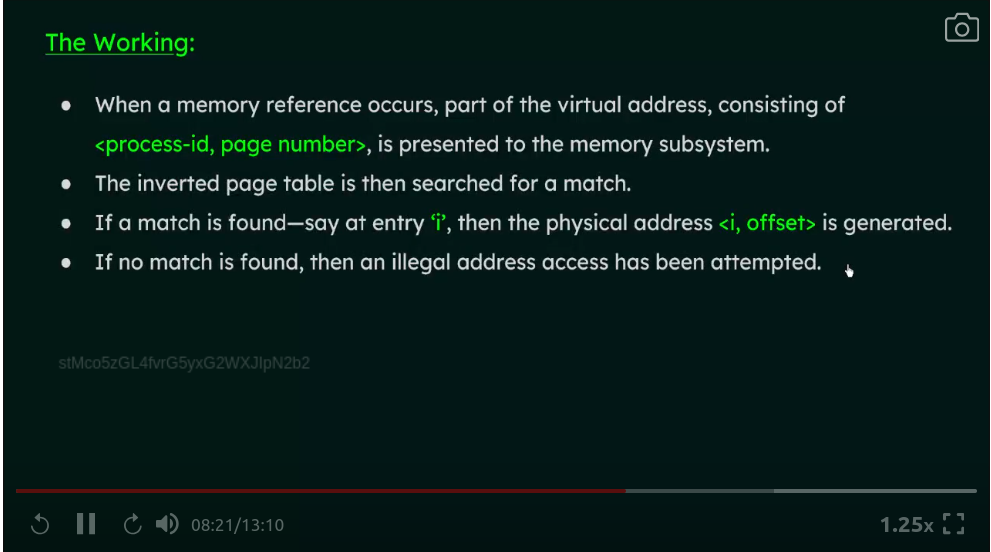 The Working:
● When a memory reference occurs, part of the virtual address, consisting of
<process-id, page number>, is presented to the memory subsystem.
● The inverted page table is then searched for a match.
● If a match is found—say at entry ‘i’, then the physical address <i, offset> is generated.
● If no match is found, then an illegal address access has been attempted.
stMco5zGL4fvrG5yxG2WXJIpN2b2
08:21/13:10
1.25x